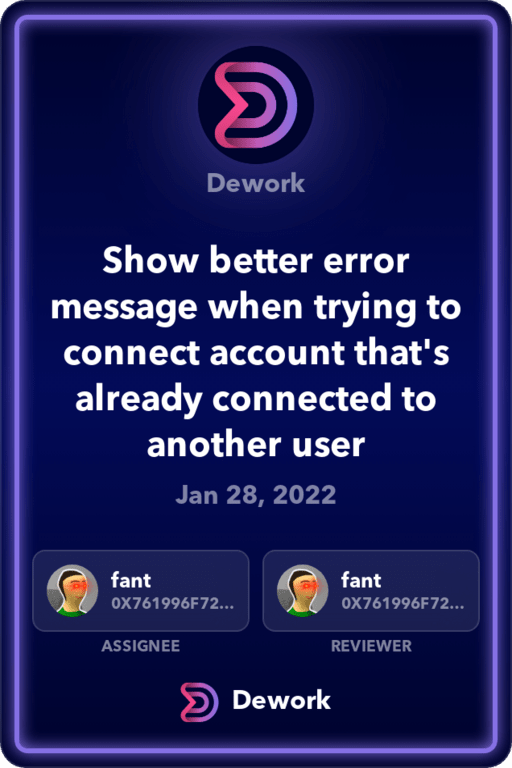 Dework
Show better error
message when trying to
connect account that's
already connected to
another user
Jan 28, 2022
fant
0X761996F72...
ASSIGNEE
fant
0X761996F72...
REVIEWER
Dework